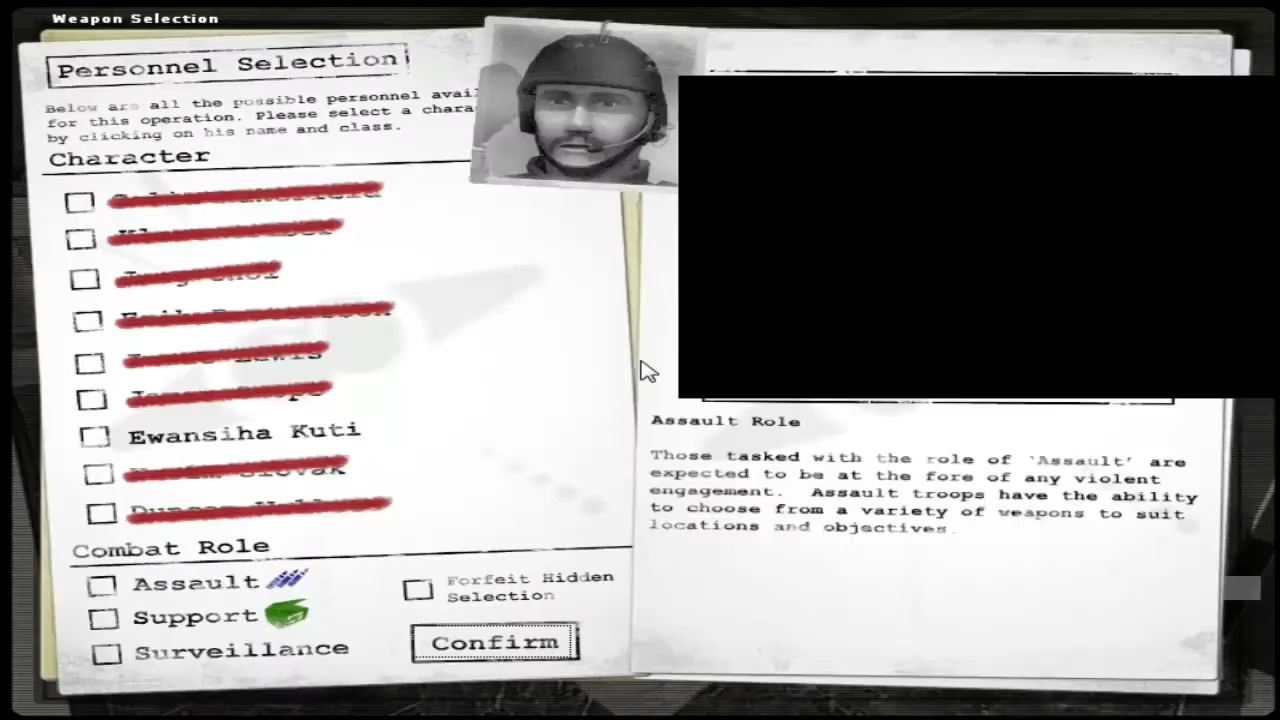 Weapon Selection
Personnel Selection
Below are all the possible personnel avai
for this operation. Please select a chara
by clicking on his name and class.
Character
Ewansiha Kuti
Combat Role
Assault
Support
Surveillance
Forfeit Hidden
Selection
Confirm
Assault Role
Those tasked with the role of 'Assault' are
expected to be at the fore of any violent
engagement. Assault troops have the ability
to choose from a variety of weapons to suit
locations and objectives.